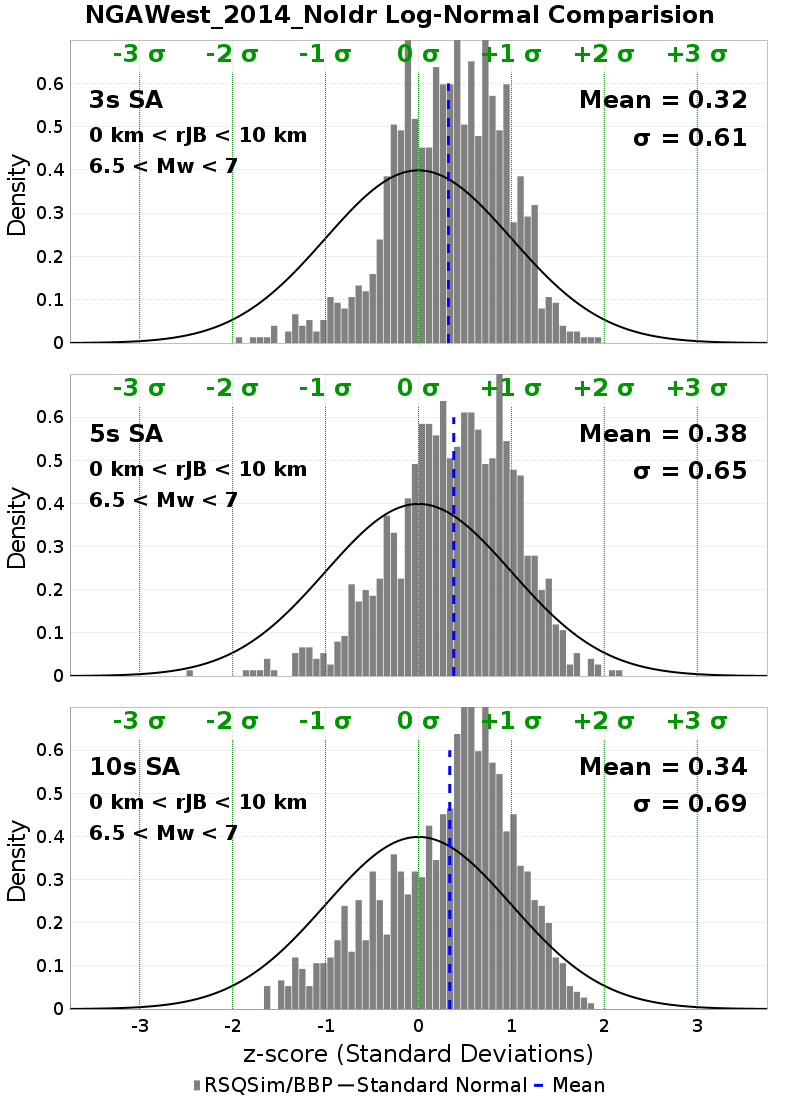 NGAWest_2014_NoIdr Log-Normal Comparision
-3 σ -2 σ -1 σ 0 σ +1 σ +2 σ +3 σ
3s SA Mean = 0.32
0 km < rJB < 10 km σ = 0.61
6.5 < Mw < 7
Density
0.6
0.5
0.4
0.3
0.2
0.1
0
-3 σ -2 σ -1 σ 0 σ +1 σ +2 σ +3 σ
5s SA Mean = 0.38
0 km < rJB < 10 km σ = 0.65
6.5 < Mw < 7
Density
0.6
0.5
0.4
0.3
0.2
0.1
0
-3 σ -2 σ -1 σ 0 σ +1 σ +2 σ +3 σ
10s SA Mean = 0.34
0 km < rJB < 10 km σ = 0.69
6.5 < Mw < 7
Density
0.6
0.5
0.4
0.3
0.2
0.1
0
-3 -2 -1 0 1 2 3
z-score (Standard Deviations)
RSQSim/BBP Standard Normal Mean